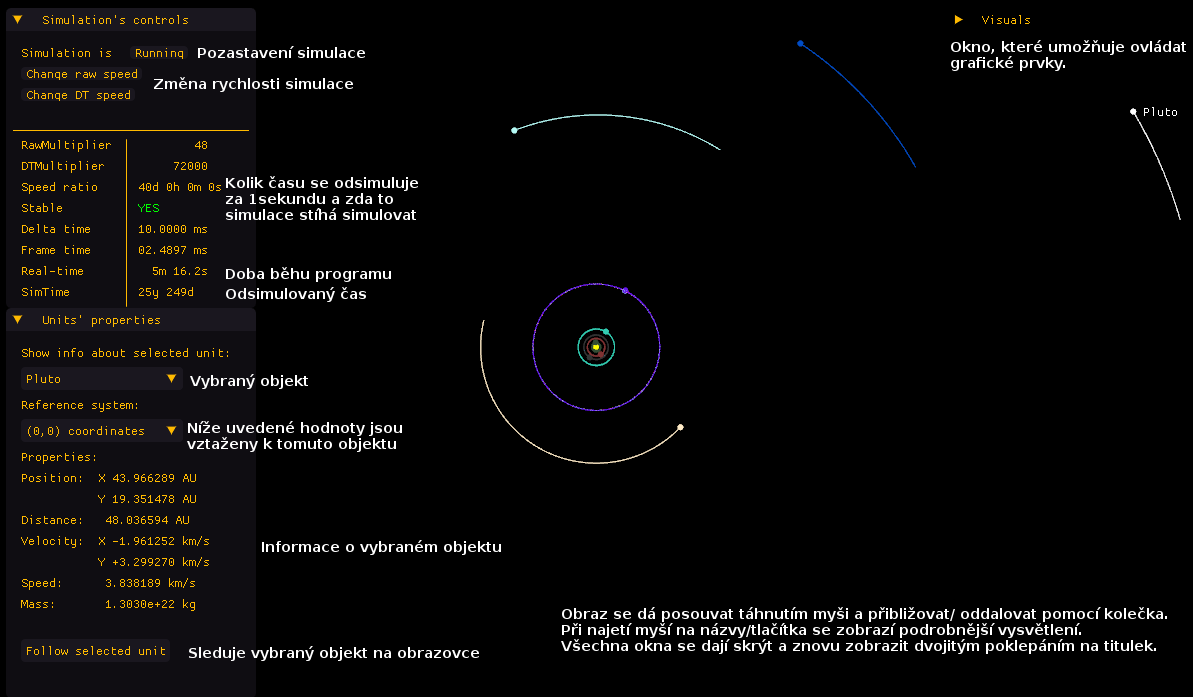 Simulation's controls
Simulation is Running Pozastavení simulace
Change raw speed
Změna rychlosti simulace
Change DT speed
RawMultiplier 48
DTMultiplier 72000
Speed ratio 40d 0h 0m 0s
Stable YES
Delta time 10.0000 ms
Frame time 02.4897 ms
Real-time 5m 16.2s
SimTime 25y 249d
Kolik času se odsimuluje
za 1sekundu a zda to
simulace stíhá simulovat
Doba běhu programu
Odsimulovaný čas
Units' properties
Show info about selected unit:
Pluto Vybraný objekt
Reference system:
(0,0) coordinates
Níže uvedené hodnoty jsou
vztaženy k tomuto objektu
Properties:
Position: X 43.966289 AU
Y 19.351478 AU
Distance: 48.036594 AU
Velocity: X -1.961252 km/s
Y +3.299270 km/s
Speed: 3.838189 km/s
Mass: 1.3030e+22 kg
Informace o vybraném objektu
Follow selected unit Sleduje vybraný objekt na obrazovce
Visuals
Okno, které umožňuje ovládat
grafické prvky.
Pluto
Obraz se dá posouvat táhnutím myši a přibližovat/ oddalovat pomocí kolečka.
Při najetí myší na názvy/tlačítka se zobrazí podrobnější vysvětlení.
Všechna okna se dají skrýt a znovu zobrazit dvojitým poklepáním na titulek.